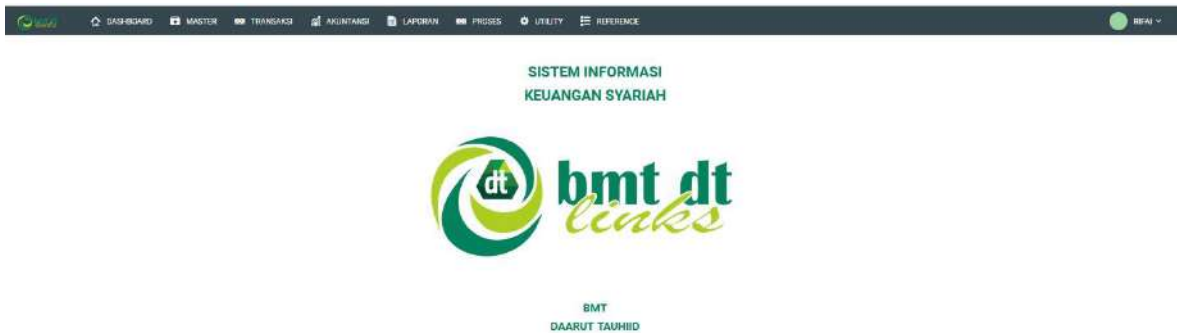 DASHBOARD MASTER TRANSAKSI AKUNTANSI LAPORAN PROSES UTILITY REFERENCE RIFAI
SISTEM INFORMASI
KEUANGAN SYARIAH
dt bmt dt
links
BMT
DAARUT TAUHIID